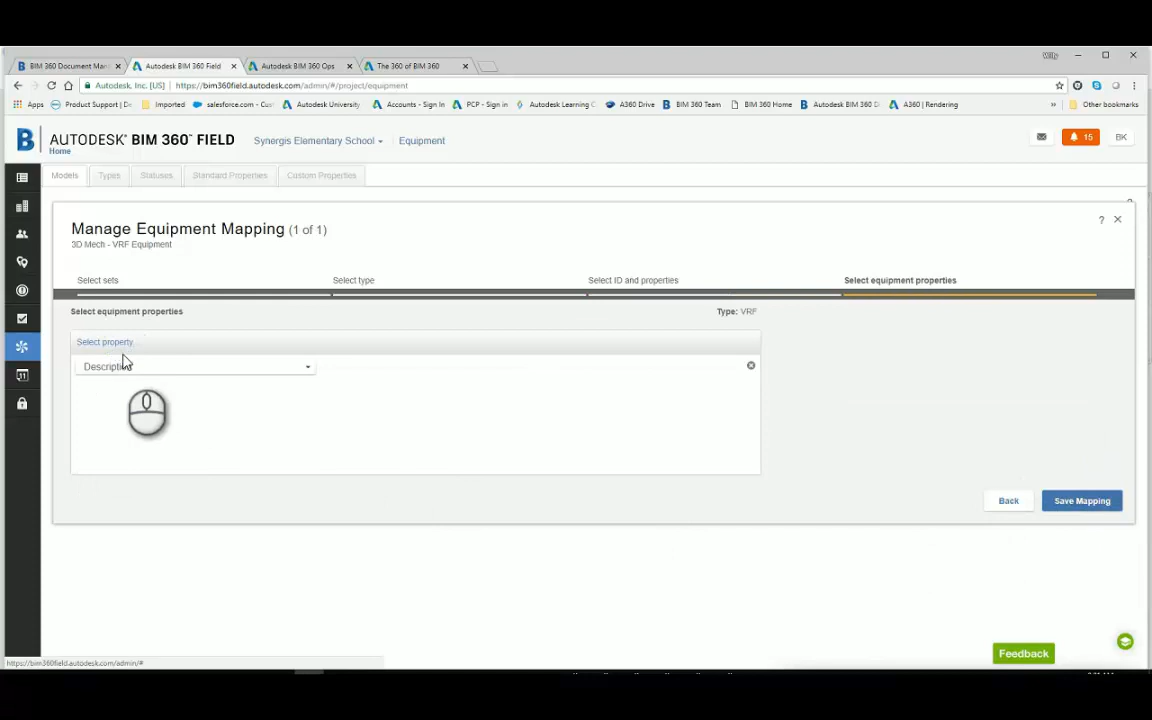 BIM 360 Document Man
Autodesk BIM 360 Field
Autodesk BIM 360 Ops
The 360 of BIM 360
Autodesk, Inc. [US]
https://bim360field.autodesk.com/admin/#/project/equipment
Apps
Product Support | De
Imported
salesforce.com - Cus
Autodesk University
Accounts - Sign In
PCP - Sign in
Autodesk Learning C
A360 Drive
BIM 360 Team
BIM 360 Home
Autodesk BIM 360 D
A360 | Rendering
»
Other bookmarks
AUTODESK® BIM 360™ FIELD
Synergis Elementary School
Equipment
15
BK
Home
Models
Types
Statuses
Standard Properties
Custom Properties
Manage Equipment Mapping (1 of 1)
? ×
3D Mech - VRF Equipment
Select sets
Select type
Select ID and properties
Select equipment properties
Select equipment properties
Type: VRF
Select property...
Description
Back
Save Mapping
Feedback
https://bim360field.autodesk.com/admin/#